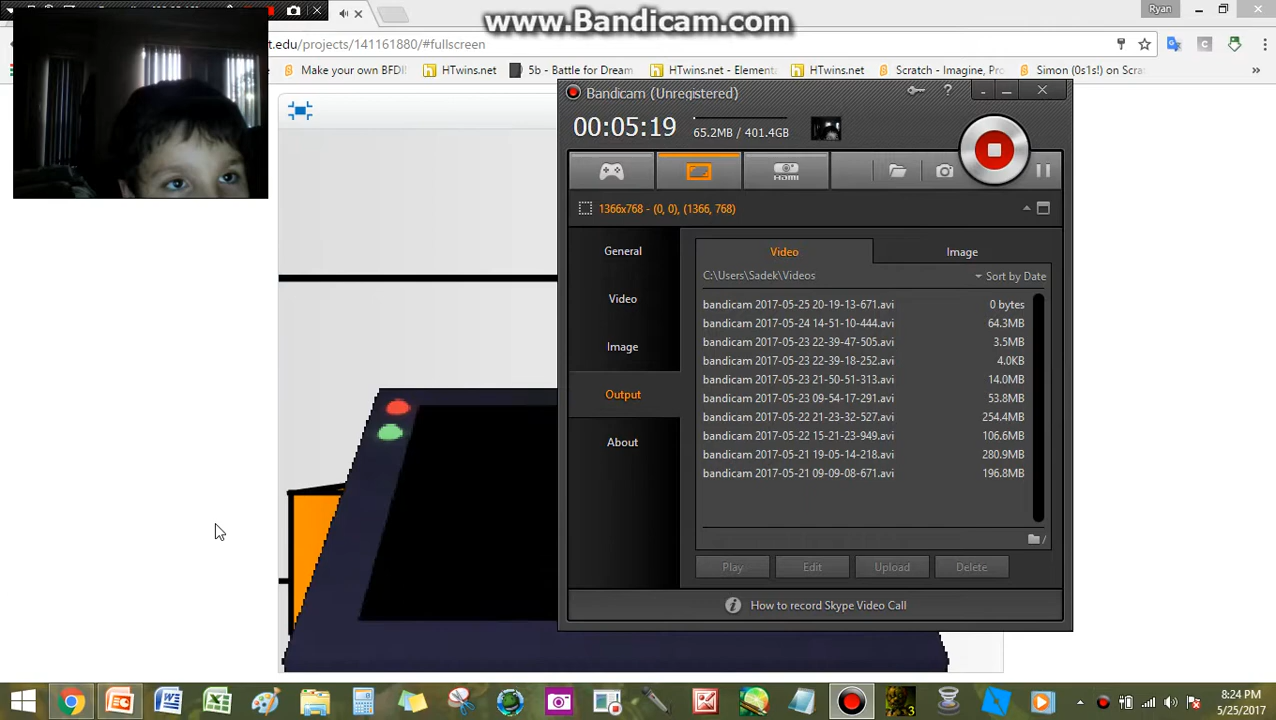 www.Bandicam.com
Ryan
t.edu/projects/141161880/#fullscreen
Make your own BFDI!
HTwins.net
5b - Battle for Dream
HTwins.net - Elementa
HTwins.net
Scratch - Imagine, Pro
Simon (0s1s!) on Scra
»
Bandicam (Unregistered)
00:05:19
65.2MB / 401.4GB
HDMI
1366x768 - (0, 0), (1366, 768)
General
Video
Image
Output
About
Video
Image
C:\Users\Sadek\Videos
Sort by Date
bandicam 2017-05-25 20-19-13-671.avi 0 bytes
bandicam 2017-05-24 14-51-10-444.avi 64.3MB
bandicam 2017-05-23 22-39-47-505.avi 3.5MB
bandicam 2017-05-23 22-39-18-252.avi 4.0KB
bandicam 2017-05-23 21-50-51-313.avi 14.0MB
bandicam 2017-05-23 09-54-17-291.avi 53.8MB
bandicam 2017-05-22 21-23-32-527.avi 254.4MB
bandicam 2017-05-22 15-21-23-949.avi 106.6MB
bandicam 2017-05-21 19-05-14-218.avi 280.9MB
bandicam 2017-05-21 09-09-08-671.avi 196.8MB
Play
Edit
Upload
Delete
How to record Skype Video Call
8:24 PM
5/25/2017